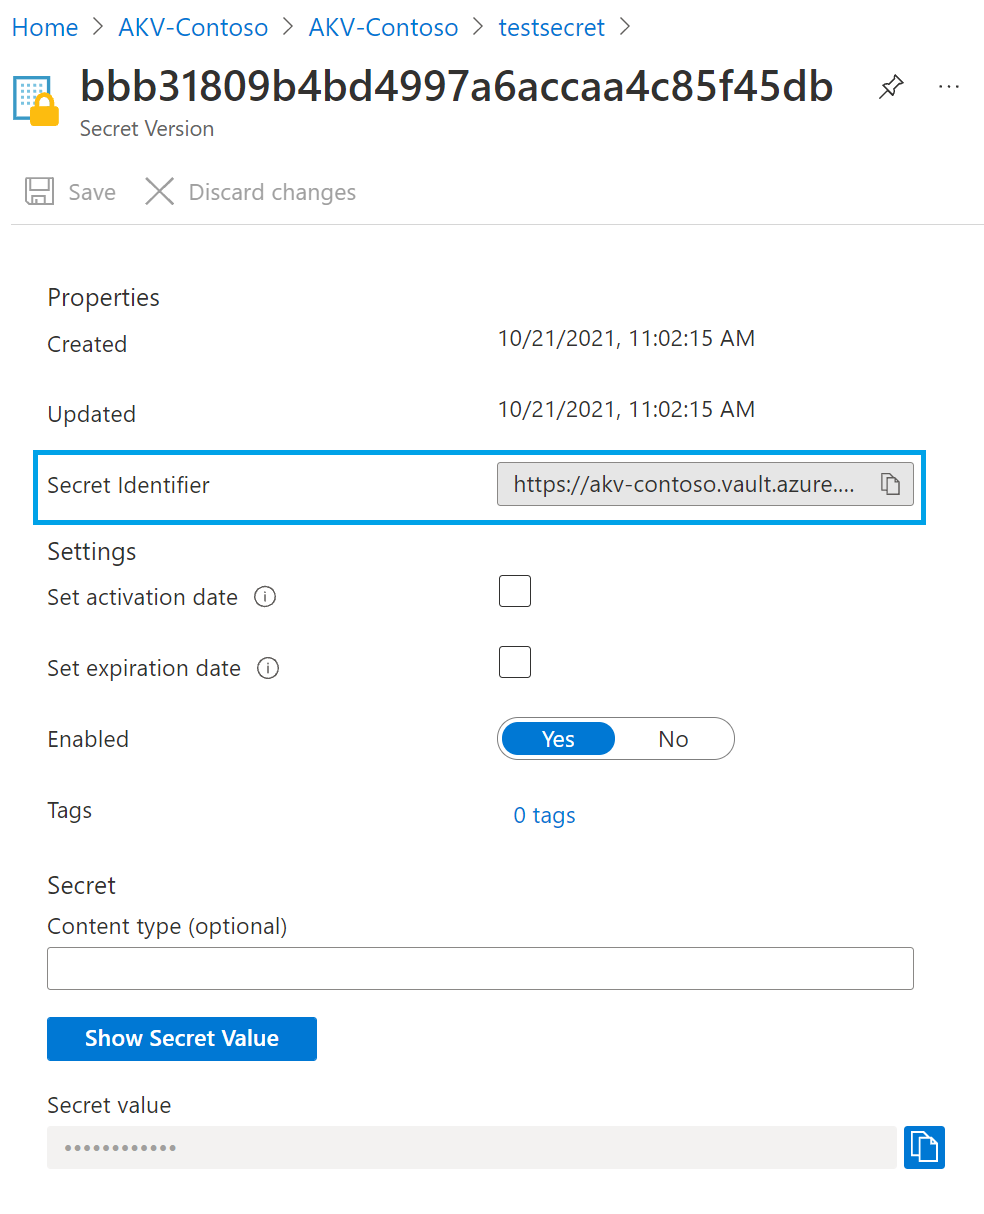 Home > AKV-Contoso > AKV-Contoso > testsecret >
bbb31809b4bd4997a6accaa4c85f45db ...
Secret Version
Save Discard changes
Properties
Created 10/21/2021, 11:02:15 AM
Updated 10/21/2021, 11:02:15 AM
Secret Identifier https://akv-contoso.vault.azure....
Settings
Set activation date
Set expiration date
Enabled Yes No
Tags 0 tags
Secret
Content type (optional)
Show Secret Value
Secret value
••••••••••••